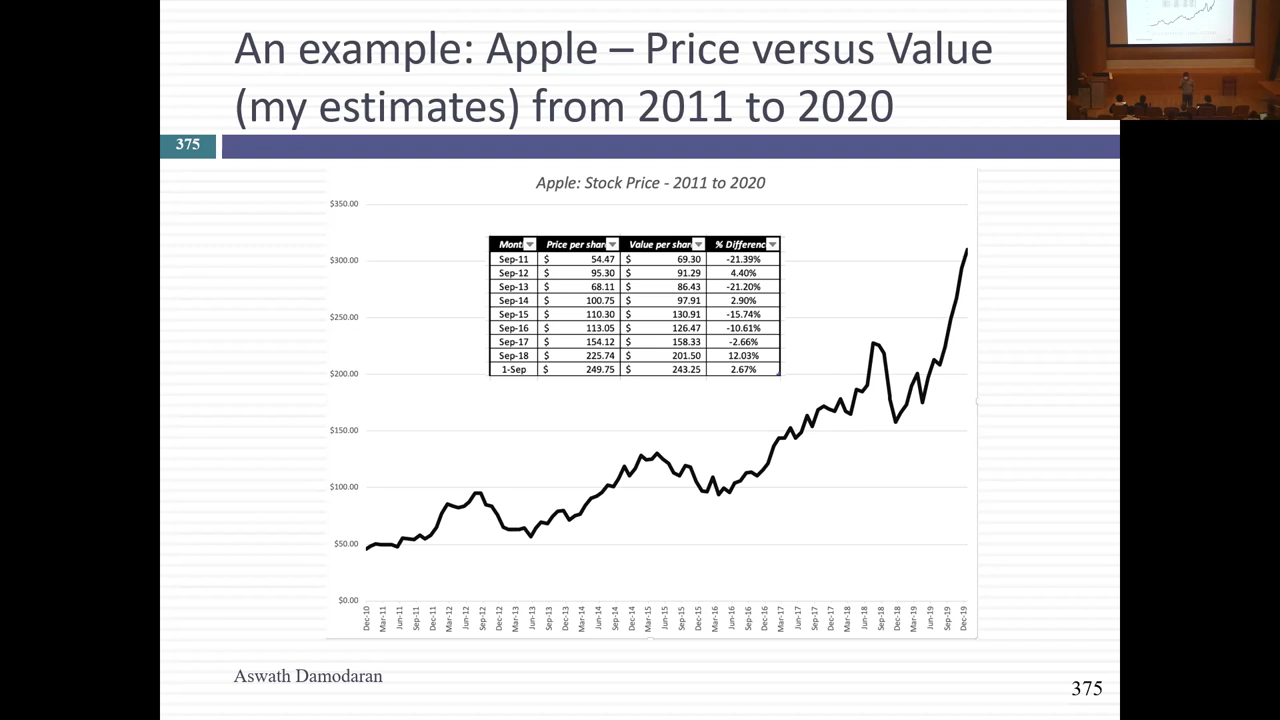 An example: Apple – Price versus Value
(my estimates) from 2011 to 2020
375
Apple: Stock Price - 2011 to 2020
$350.00
$300.00
$250.00
$200.00
$150.00
$100.00
$50.00
$0.00
Mont Price per shar Value per shar % Differenc
Sep-11 $ 54.47 $ 69.30 -21.39%
Sep-12 $ 95.30 $ 91.29 4.40%
Sep-13 $ 68.11 $ 86.43 -21.20%
Sep-14 $ 100.75 $ 97.91 2.90%
Sep-15 $ 110.30 $ 130.91 -15.74%
Sep-16 $ 113.05 $ 126.47 -10.61%
Sep-17 $ 154.12 $ 158.33 -2.66%
Sep-18 $ 225.74 $ 201.50 12.03%
1-Sep $ 249.75 $ 243.25 2.67%
Dec-10 Mar-11 Jun-11 Sep-11 Dec-11 Mar-12 Jun-12 Sep-12 Dec-12 Mar-13 Jun-13 Sep-13 Dec-13 Mar-14 Jun-14 Sep-14 Dec-14 Mar-15 Jun-15 Sep-15 Dec-15 Mar-16 Jun-16 Sep-16 Dec-16 Mar-17 Jun-17 Sep-17 Dec-17 Mar-18 Jun-18 Sep-18 Dec-18 Mar-19 Jun-19 Sep-19 Dec-19
Aswath Damodaran
375